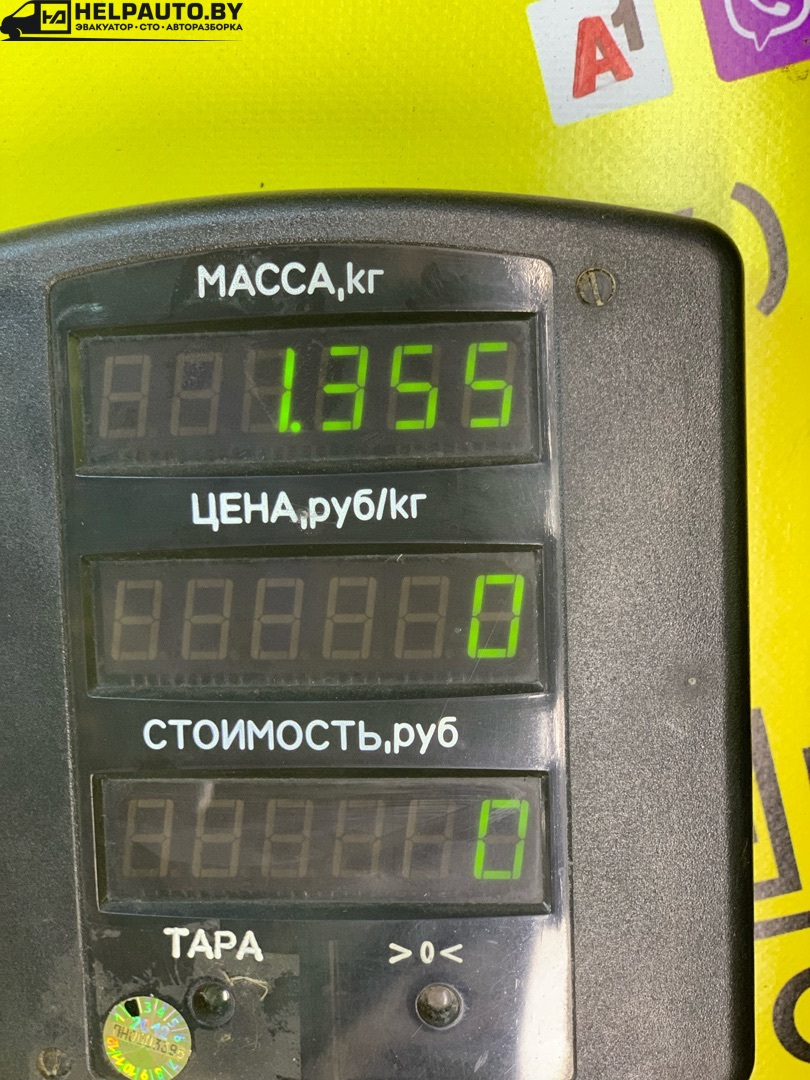 HELPAUTO.BY
ЭВАКУАТОР • СТО • АВТОРАЗБОРКА
A1
МАССА,кг
1.355
ЦЕНА,руб/кг
0
СТОИМОСТЬ,руб
0
ТАРА >0<